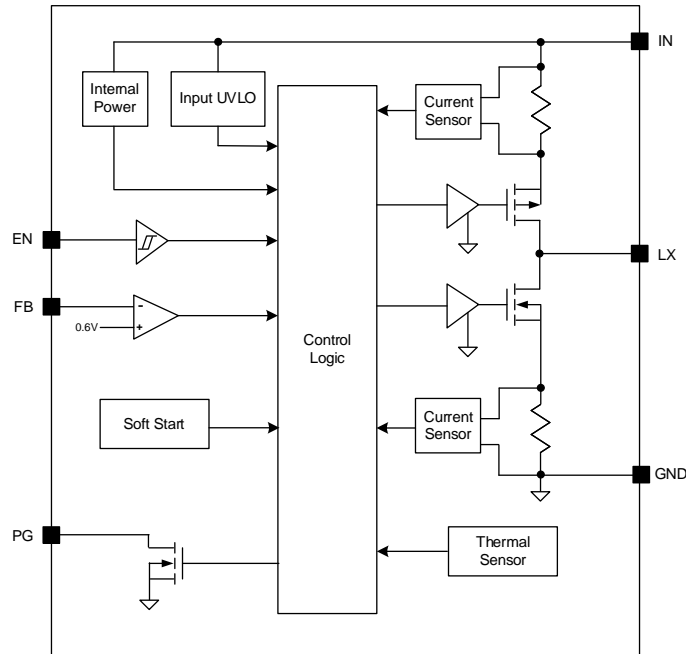 IN
Internal
Power
Input UVLO
Current
Sensor
EN
LX
FB
-
+
0.6V
Control
Logic
Soft Start
Current
Sensor
GND
PG
Thermal
Sensor